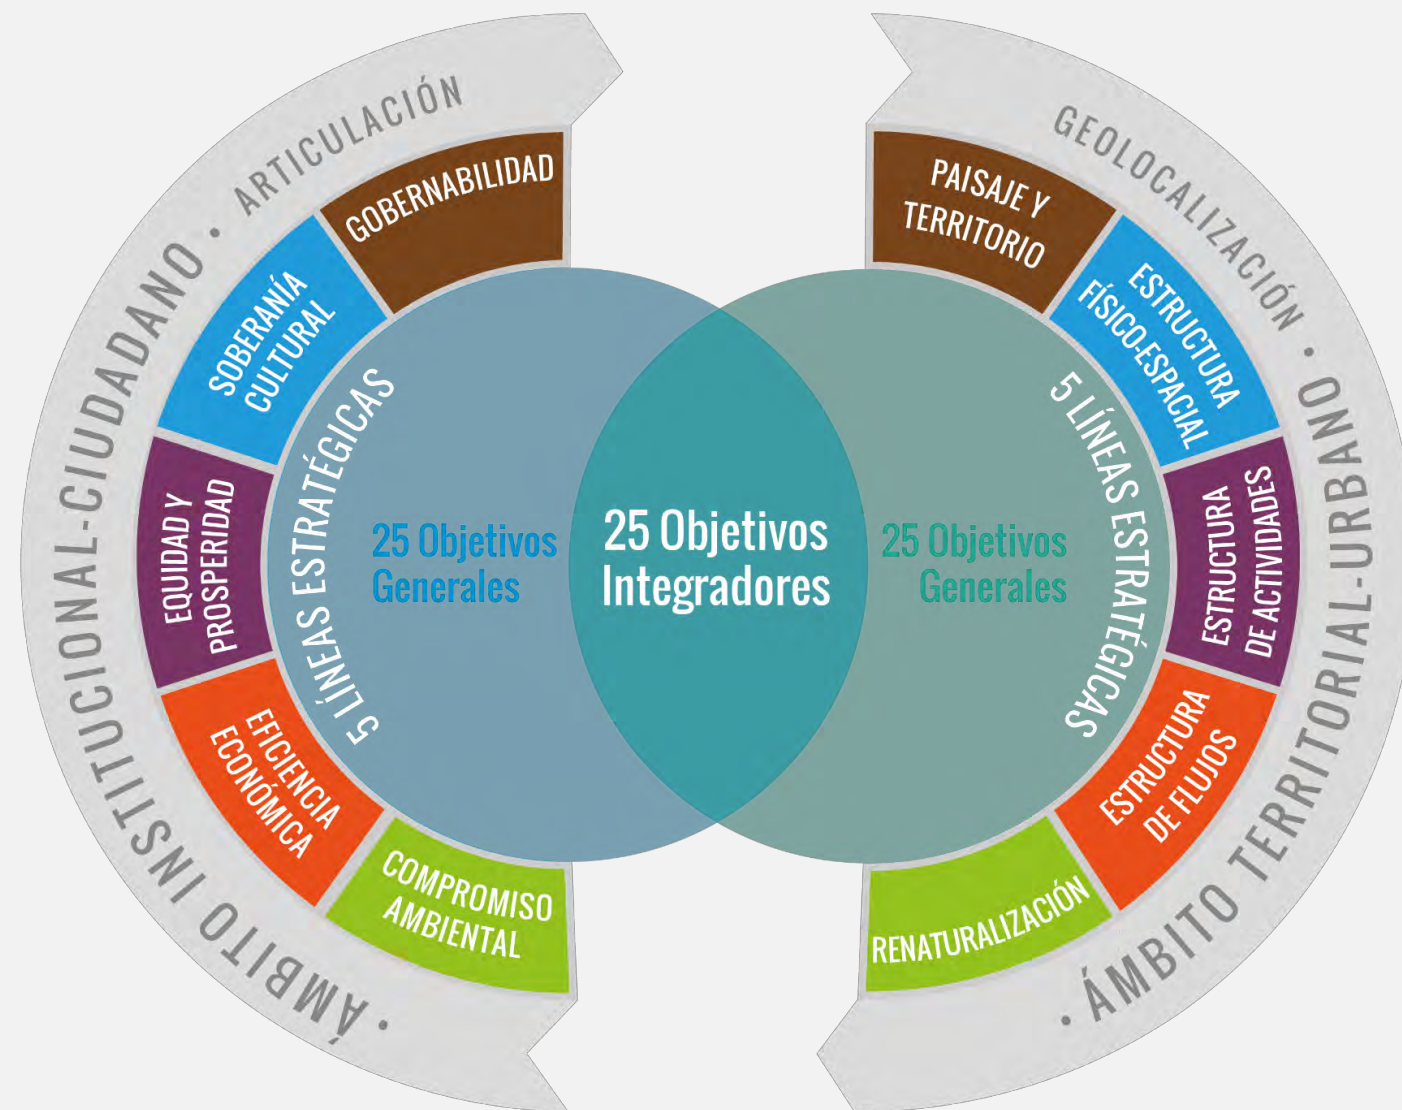 ÁMBITO INSTITUCIONAL-CIUDADANO • ARTICULACIÓN
GOBERNABILIDAD
SOBERANÍA
CULTURAL
EQUIDAD Y
PROSPERIDAD
EFICIENCIA
ECONÓMICA
COMPROMISO
AMBIENTAL
5 LÍNEAS ESTRATÉGICAS
25 Objetivos
Generales
25 Objetivos
Integradores
25 Objetivos
Generales
5 LÍNEAS ESTRATÉGICAS
PAISAJE Y
TERRITORIO
ESTRUCTURA
FÍSICO-ESPACIAL
ESTRUCTURA
DE ACTIVIDADES
ESTRUCTURA
DE FLUJOS
RENATURALIZACIÓN
GEOLOCALIZACIÓN •
• ÁMBITO TERRITORIAL-URBANO